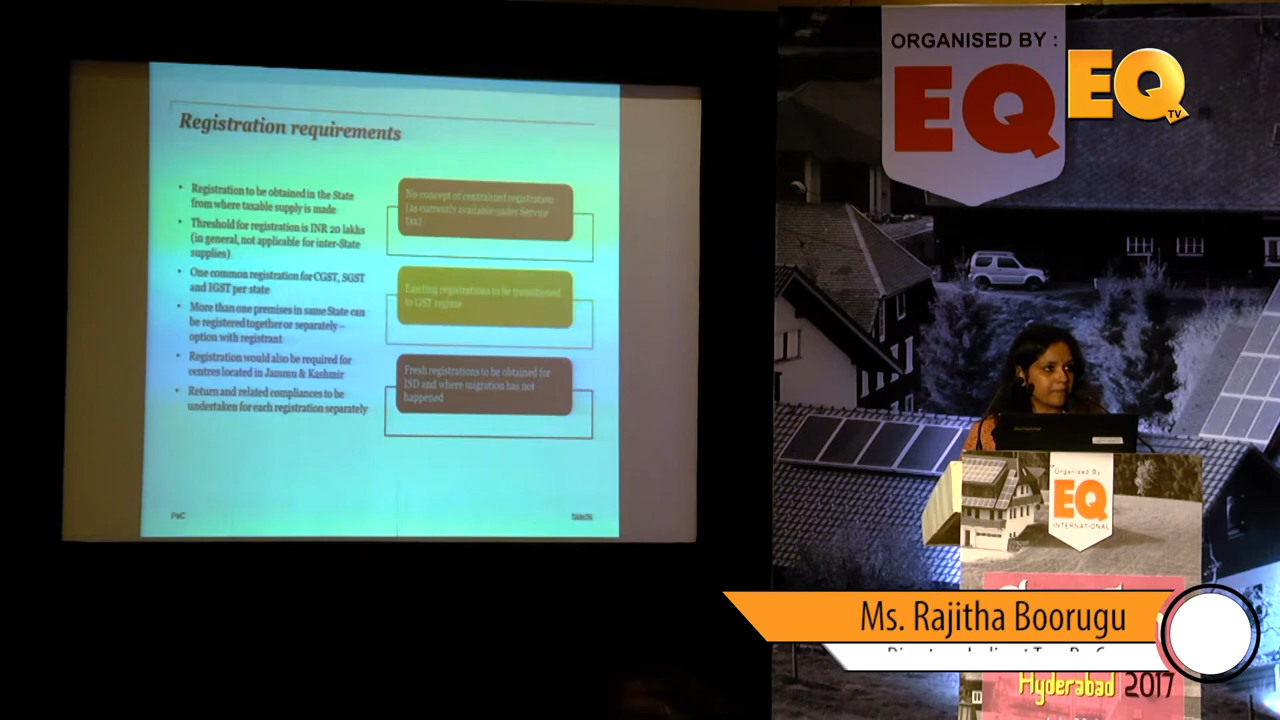 Registration requirements
• Registration to be obtained in the State
from where taxable supply is made
• Threshold for registration is INR 20 lakhs
(in general, not applicable for inter-State
supplies)
• One common registration for CGST, SGST
and IGST per state
• More than one premises in same State can
be registered together or separately –
option with registrant
• Registration would also be required for
centres located in Jammu & Kashmir
• Return and related compliances to be
undertaken for each registration separately
No concept of centralized registration
(as currently available under Service
tax)
Existing registrations to be transitioned
to GST regime
Fresh registrations to be obtained for
ISD and where migration has not
happened
PwC
ORGANISED BY :
EQ
EQ
TV
Organised By
EQ
INTERNATIONAL
Ms. Rajitha Boorugu
Hyderabad 2017